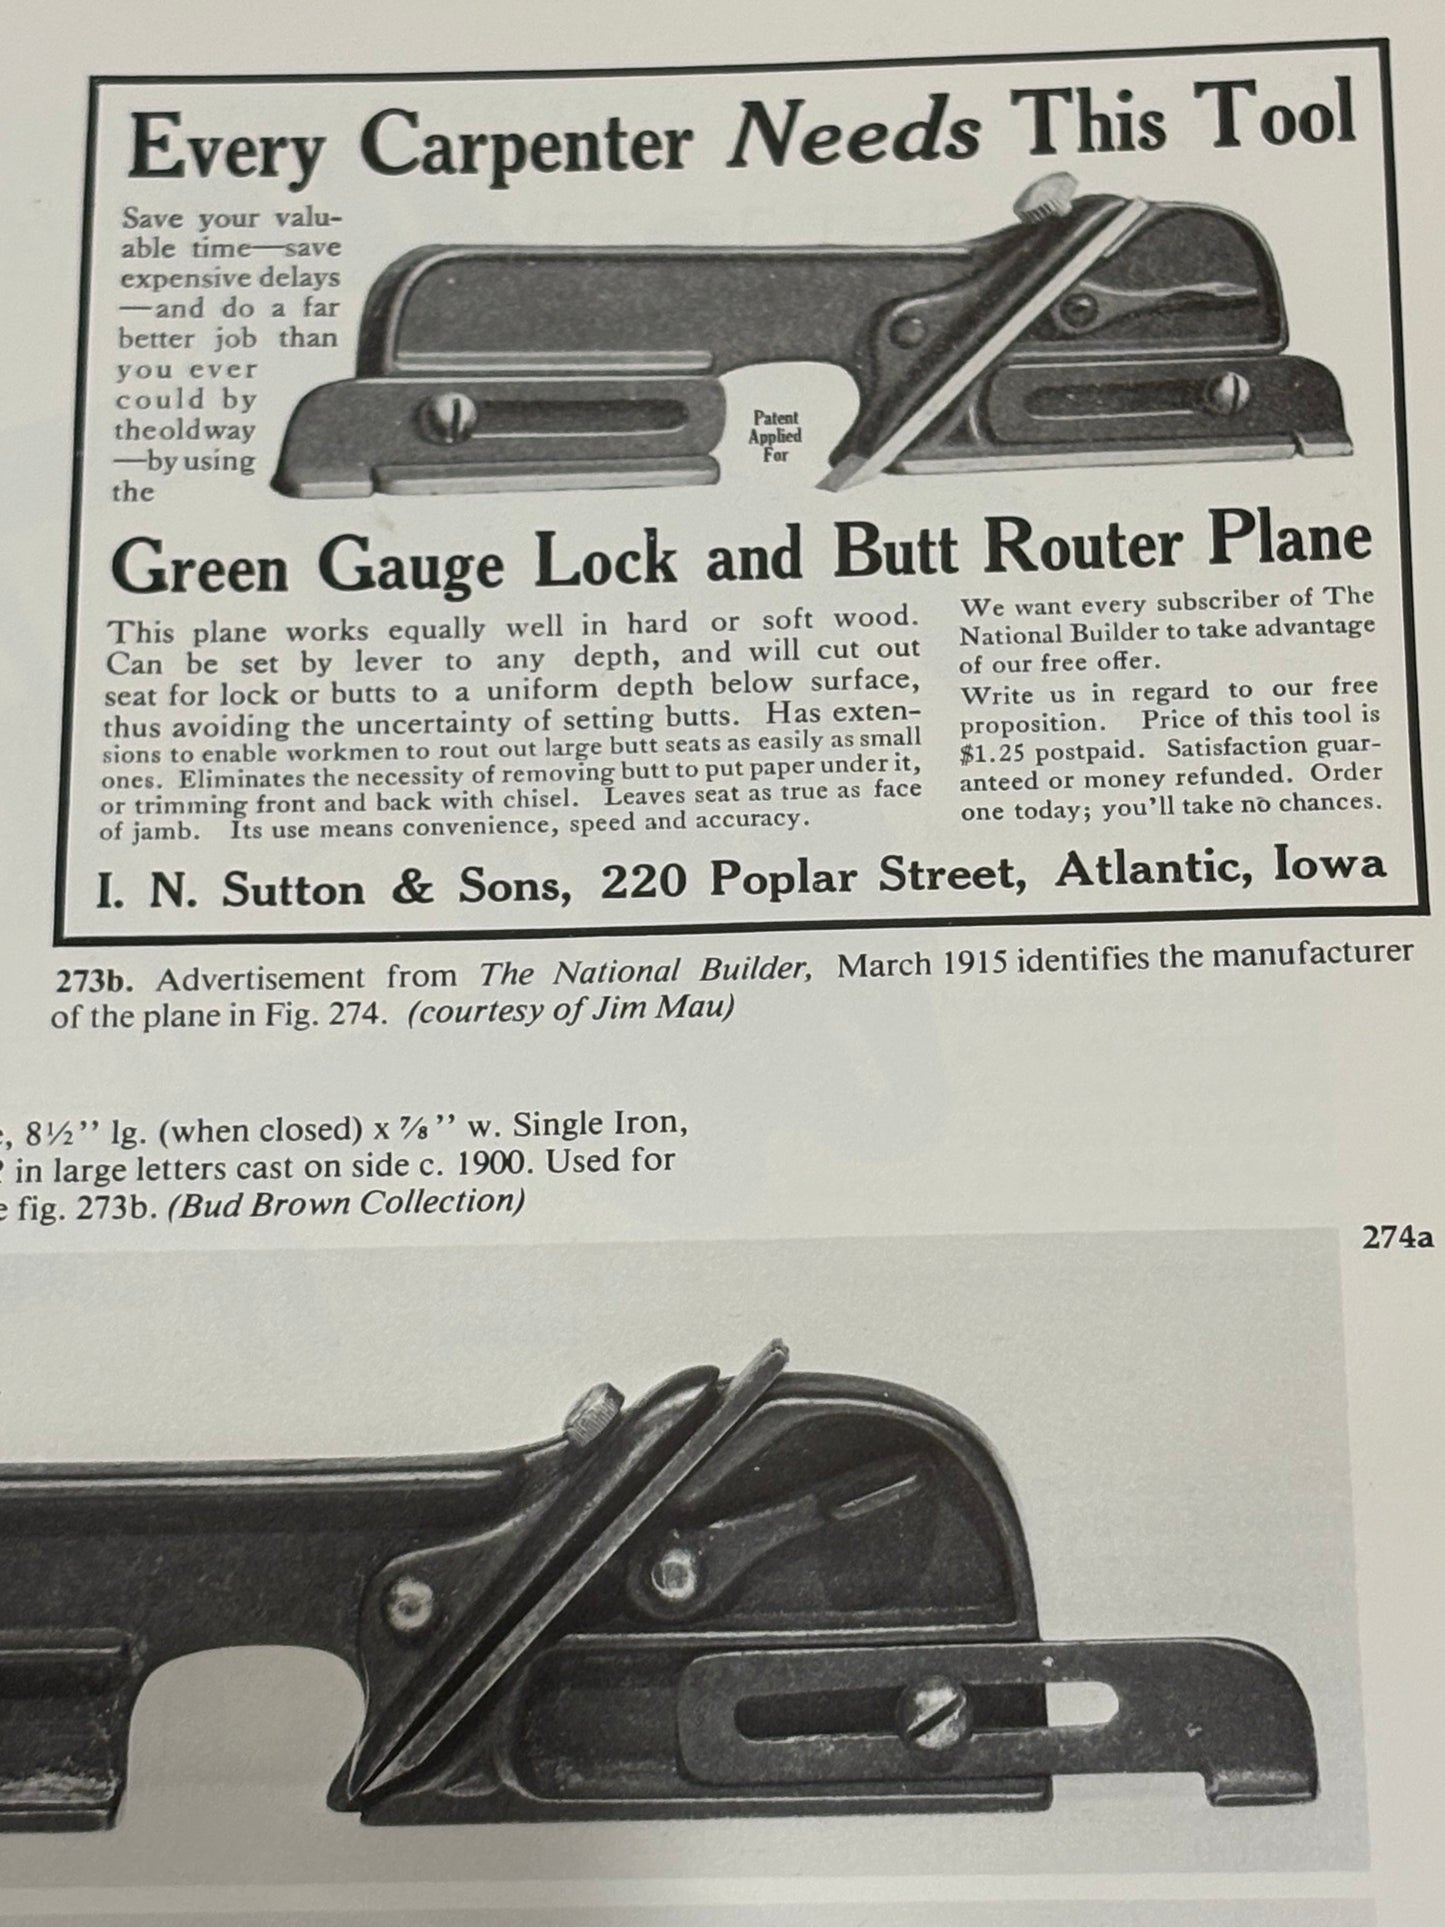 Every Carpenter Needs This Tool
Save your valu-
able time—save
expensive delays
—and do a far
better job than
you ever
could by
the old way
—by using
the
Patent
Applied
For
Green Gauge Lock and Butt Router Plane
This plane works equally well in hard or soft wood.
Can be set by lever to any depth, and will cut out
seat for lock or butts to a uniform depth below surface,
thus avoiding the uncertainty of setting butts. Has exten-
sions to enable workmen to rout out large butt seats as easily as small
ones. Eliminates the necessity of removing butt to put paper under it,
or trimming front and back with chisel. Leaves seat as true as face
of jamb. Its use means convenience, speed and accuracy.
We want every subscriber of The
National Builder to take advantage
of our free offer.
Write us in regard to our free
proposition. Price of this tool is
$1.25 postpaid. Satisfaction guar-
anteed or money refunded. Order
one today; you'll take no chances.
I. N. Sutton & Sons, 220 Poplar Street, Atlantic, Iowa
273b. Advertisement from The National Builder, March 1915 identifies the manufacturer
of the plane in Fig. 274. (courtesy of Jim Mau)
, 8½’’ lg. (when closed) x ⅞’’ w. Single Iron,
in large letters cast on side c. 1900. Used for
fig. 273b. (Bud Brown Collection)
274a